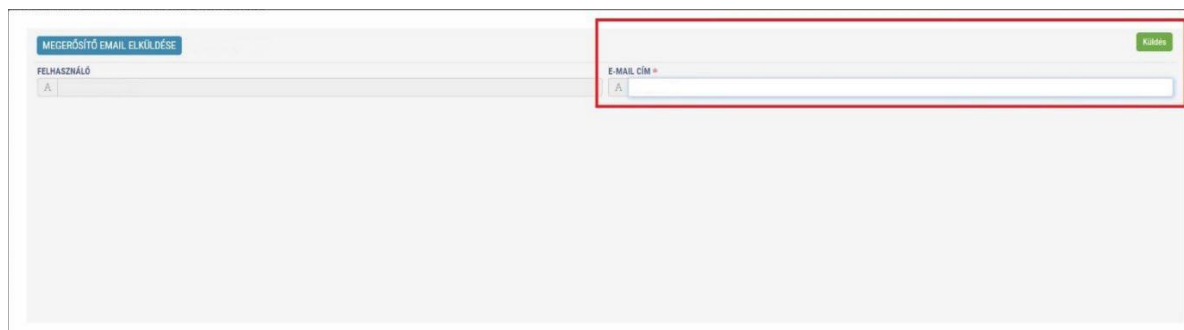 MEGERŐSÍTŐ EMAIL ELKÜLDÉSE
Küldés
FELHASZNÁLÓ
E-MAIL CÍM *
A
A